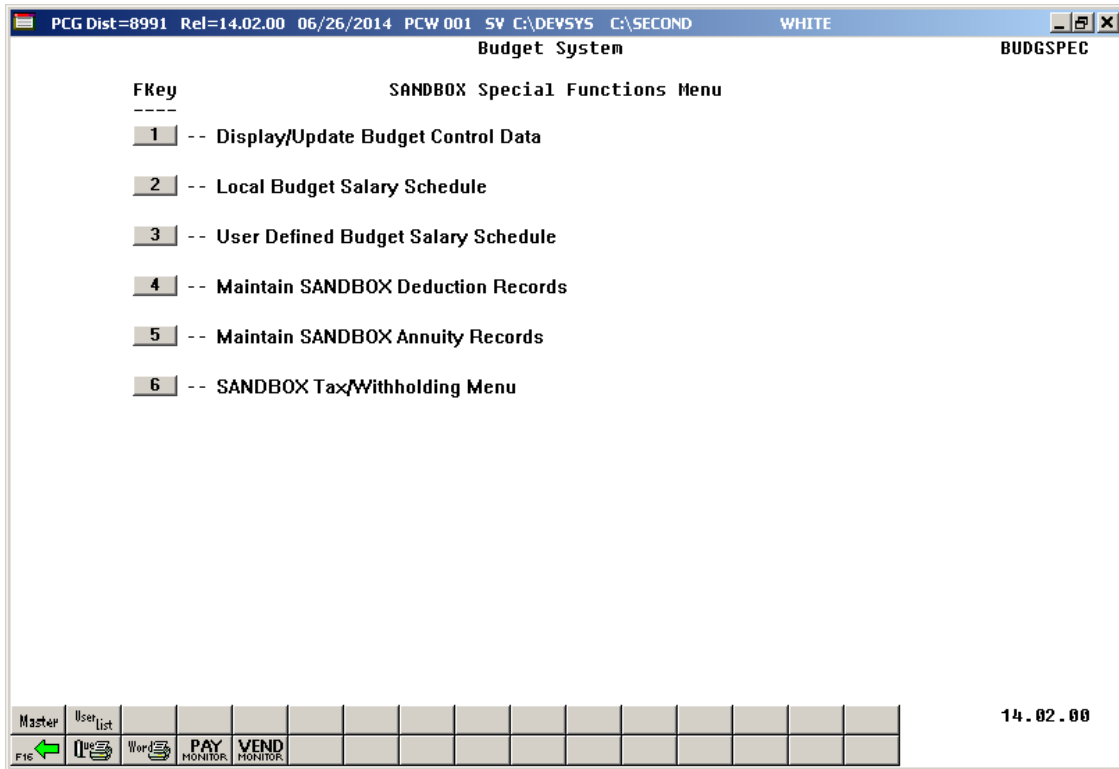 PCG Dist=8991 Rel=14.02.00 06/26/2014 PCW 001 SV C:\DEVSYS C:\SECOND WHITE
Budget System BUDGSPEC
FKey SANDBOX Special Functions Menu
----
1 -- Display/Update Budget Control Data
2 -- Local Budget Salary Schedule
3 -- User Defined Budget Salary Schedule
4 -- Maintain SANDBOX Deduction Records
5 -- Maintain SANDBOX Annuity Records
6 -- SANDBOX Tax/Withholding Menu
Master User List 14.02.00
F16 Que Word PAY MONITOR VEND MONITOR